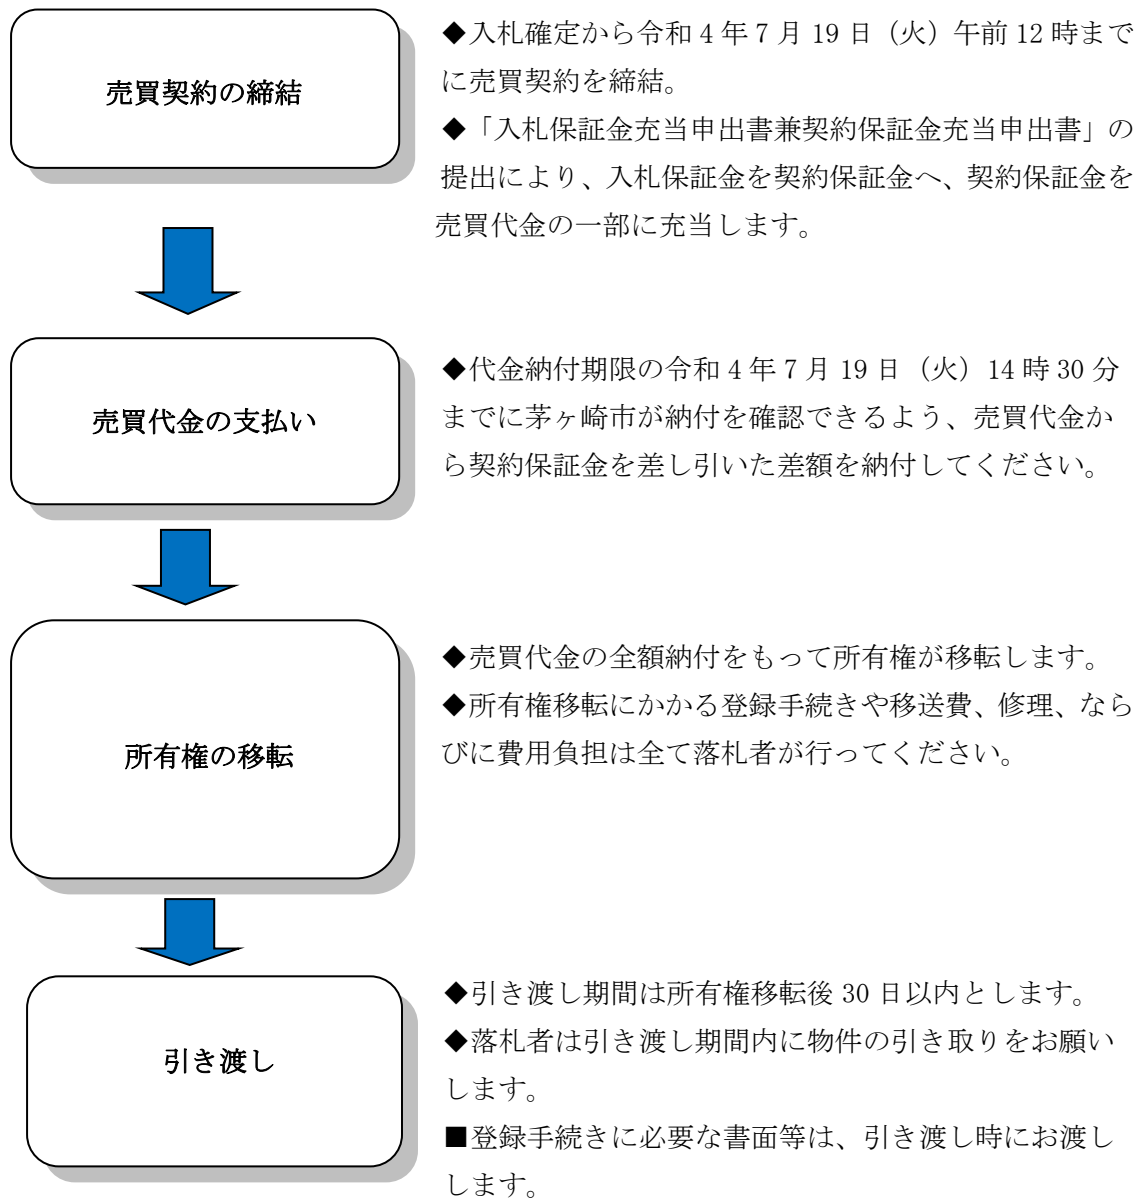 売買契約の締結
◆入札確定から令和4年7月19日（火）午前12時まで
に売買契約を締結。
◆「入札保証金充当申出書兼契約保証金充当申出書」の
提出により、入札保証金を契約保証金へ、契約保証金を
売買代金の一部に充当します。
売買代金の支払い
◆代金納付期限の令和4年7月19日（火）14時30分
までに茅ヶ崎市が納付を確認できるよう、売買代金か
ら契約保証金を差し引いた差額を納付してください。
所有権の移転
◆売買代金の全額納付をもって所有権が移転します。
◆所有権移転にかかる登録手続きや移送費、修理、なら
びに費用負担は全て落札者が行ってください。
引き渡し
◆引き渡し期間は所有権移転後30日以内とします。
◆落札者は引き渡し期間内に物件の引き取りをお願い
します。
■登録手続きに必要な書面等は、引き渡し時にお渡し
します。